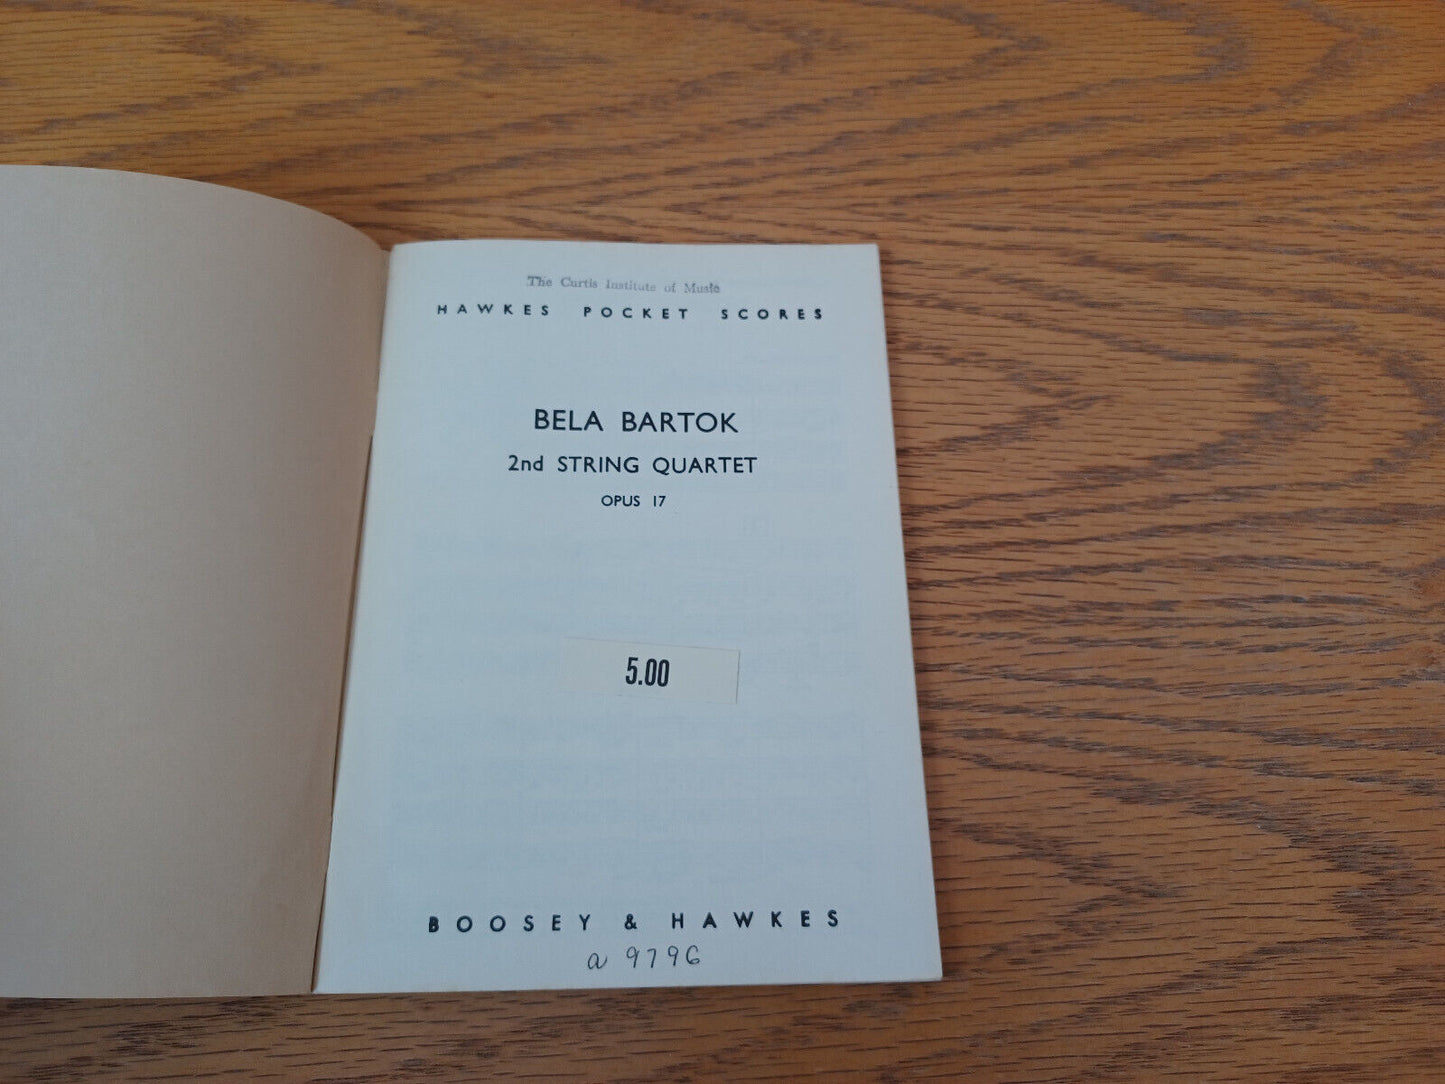 The Curtis Institute of Music
HAWKES POCKET SCORES
BELA BARTOK
2nd STRING QUARTET
OPUS 17
5.00
BOOSEY & HAWKES
a 9796